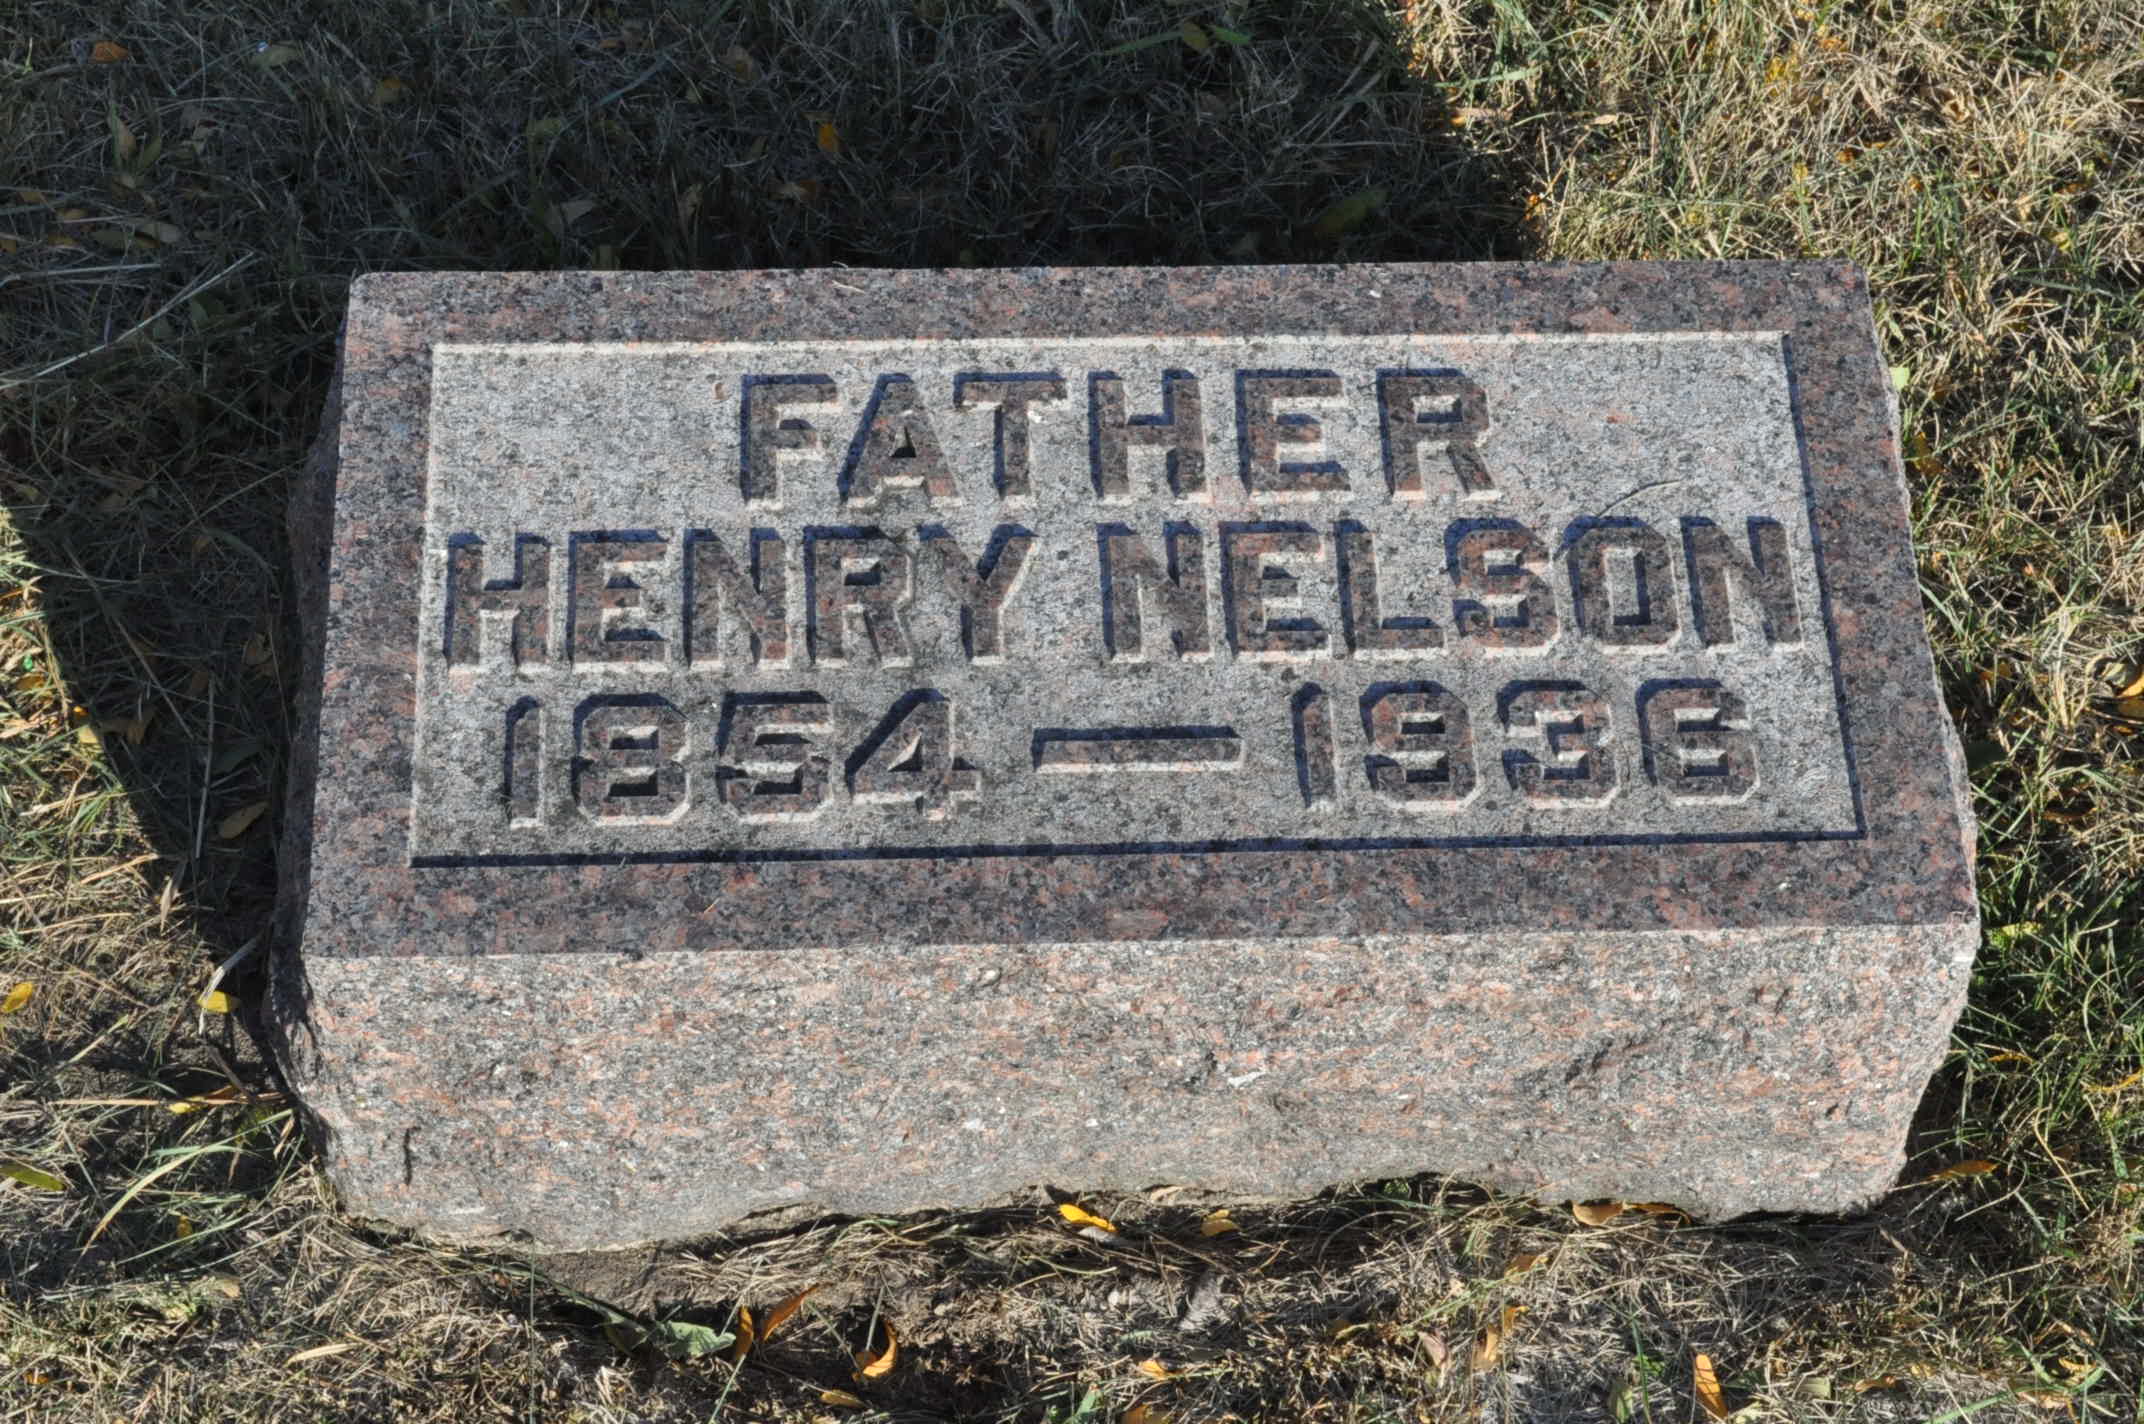 FATHER
HENRY NELSON
1854 — 1936